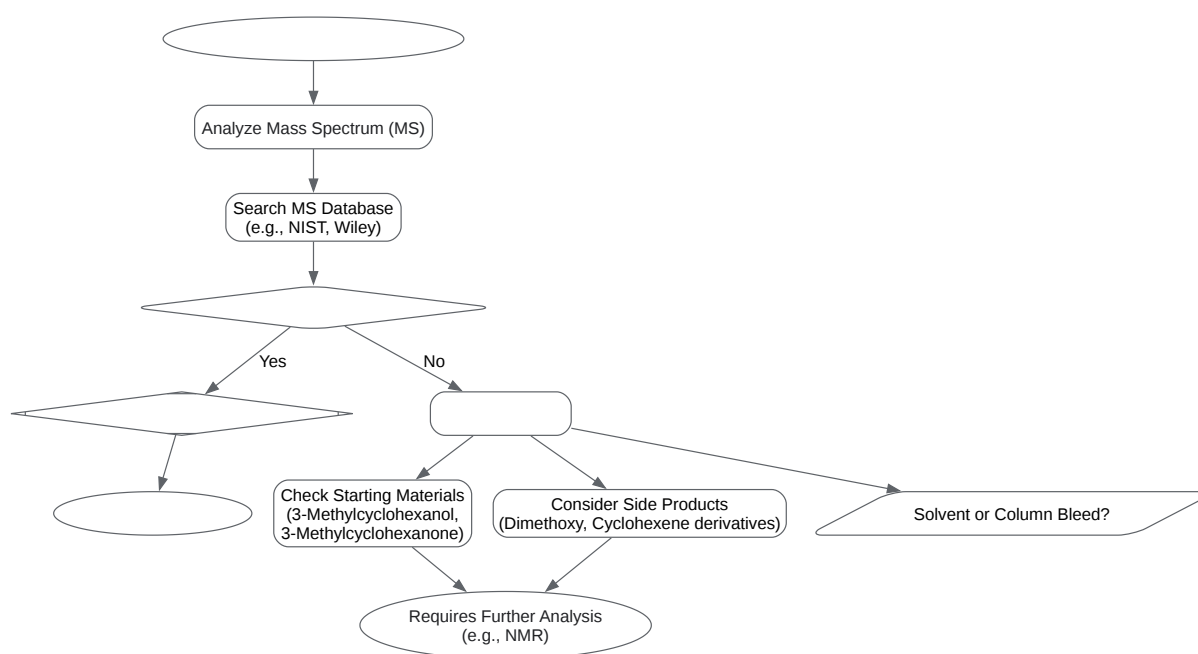 Analyze Mass Spectrum (MS)
Search MS Database
(e.g., NIST, Wiley)
Yes
No
Check Starting Materials
(3-Methylcyclohexanol,
3-Methylcyclohexanone)
Consider Side Products
(Dimethoxy, Cyclohexene derivatives)
Solvent or Column Bleed?
Requires Further Analysis
(e.g., NMR)